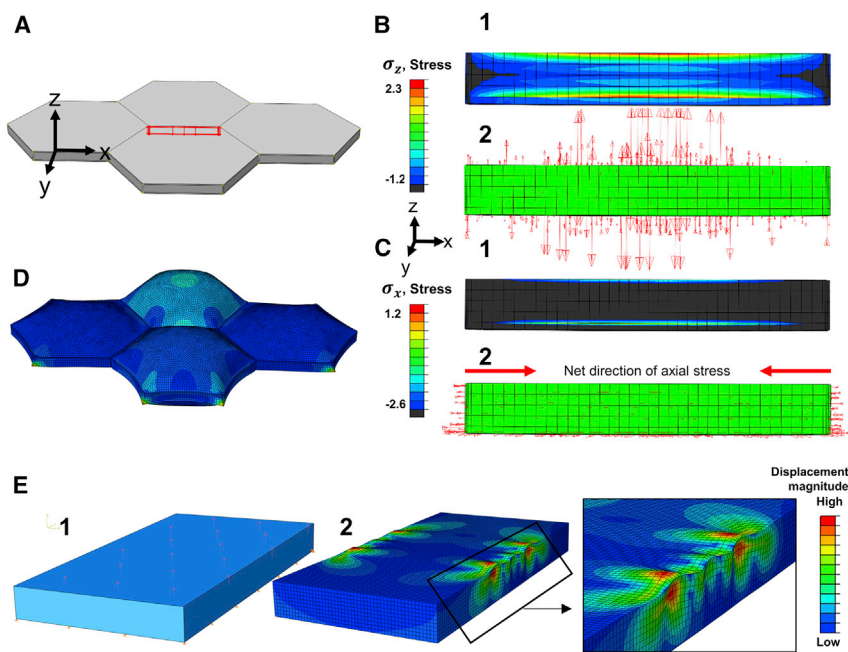 A
z
x
y
B
1
σz, Stress
2.3
-1.2
2
z
x
y
C
1
σx, Stress
1.2
-2.6
2
Net direction of axial stress
D
E
1
2
Displacement
magnitude
High
Low